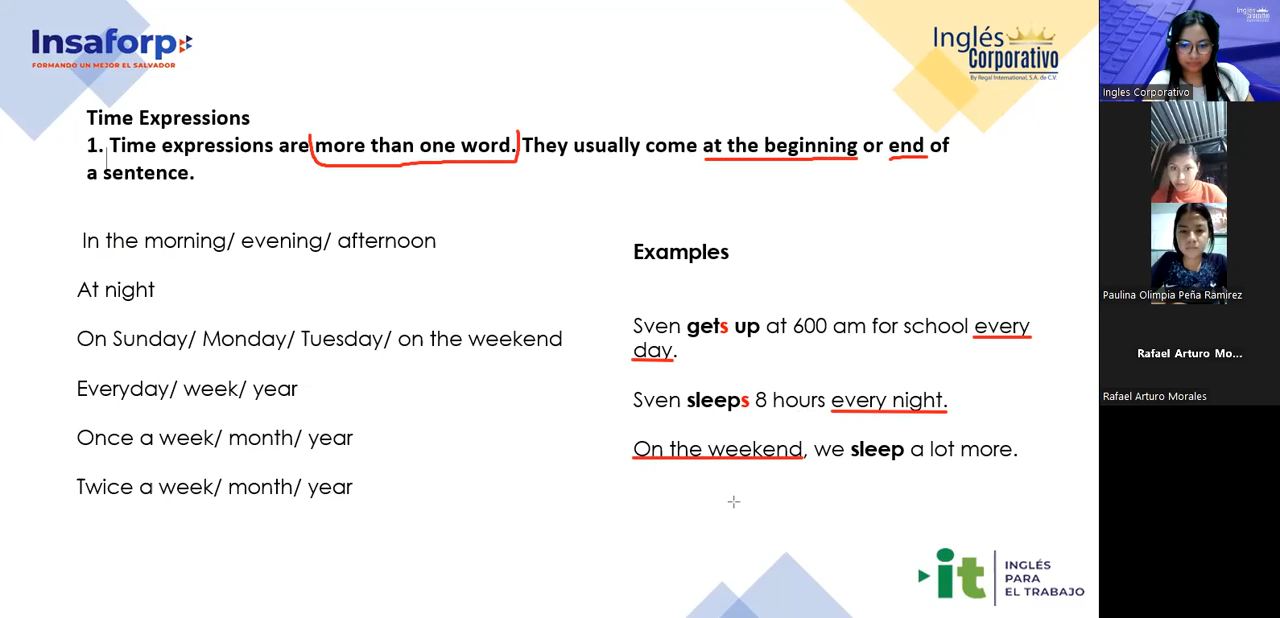 Insaforp
FORMANDO UN MEJOR EL SALVADOR
Inglés
Corporativo
By Regal International, S.A. de C.V.
Time Expressions
1. Time expressions are more than one word. They usually come at the beginning or end of
a sentence.
In the morning/ evening/ afternoon
At night
On Sunday/ Monday/ Tuesday/ on the weekend
Everyday/ week/ year
Once a week/ month/ year
Twice a week/ month/ year
Examples
Sven gets up at 600 am for school every
day.
Sven sleeps 8 hours every night.
On the weekend, we sleep a lot more.
it
INGLÉS
PARA
EL TRABAJO
Inglés
Corporativo
Ingles Corporativo
Paulina Olimpia Peña Ramirez
Rafael Arturo Mo...
Rafael Arturo Morales